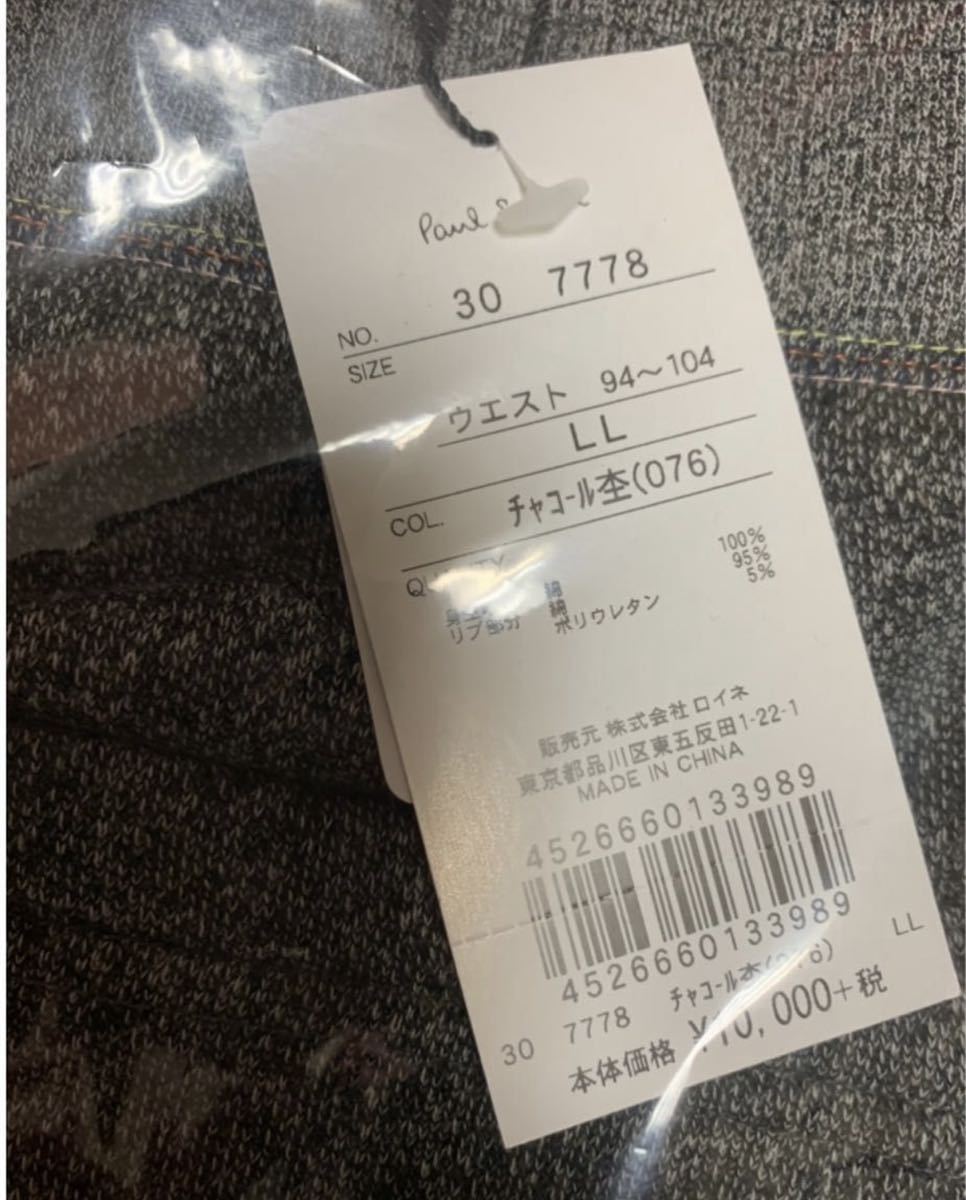 Paul
NO. 30 7778
SIZE
ウエスト 94〜104
LL
COL. チャコール杢(076)
綿 100%
リブ部分 綿 95%
ポリウレタン 5%
販売元 株式会社 ロイネ
東京都品川区東五反田1-22-1
MADE IN CHINA
4526660133989
4526660133989
チャコール杢(076) LL
30 7778
本体価格 ¥10,000+税